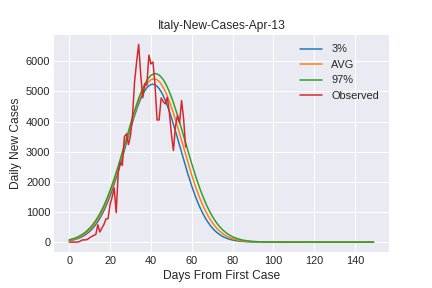 Italy-New-Cases-Apr-13
3%
AVG
97%
Observed
Daily New Cases
6000
5000
4000
3000
2000
1000
0
0 20 40 60 80 100 120 140
Days From First Case